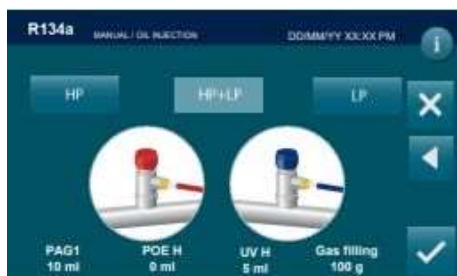 R134a MANUAL / OIL INJECTION DD/MM/YY XX:XX PM
i
HP HP+LP LP
PAG1 POE H UV H Gas filling
10 ml 0 ml 5 ml 100 g